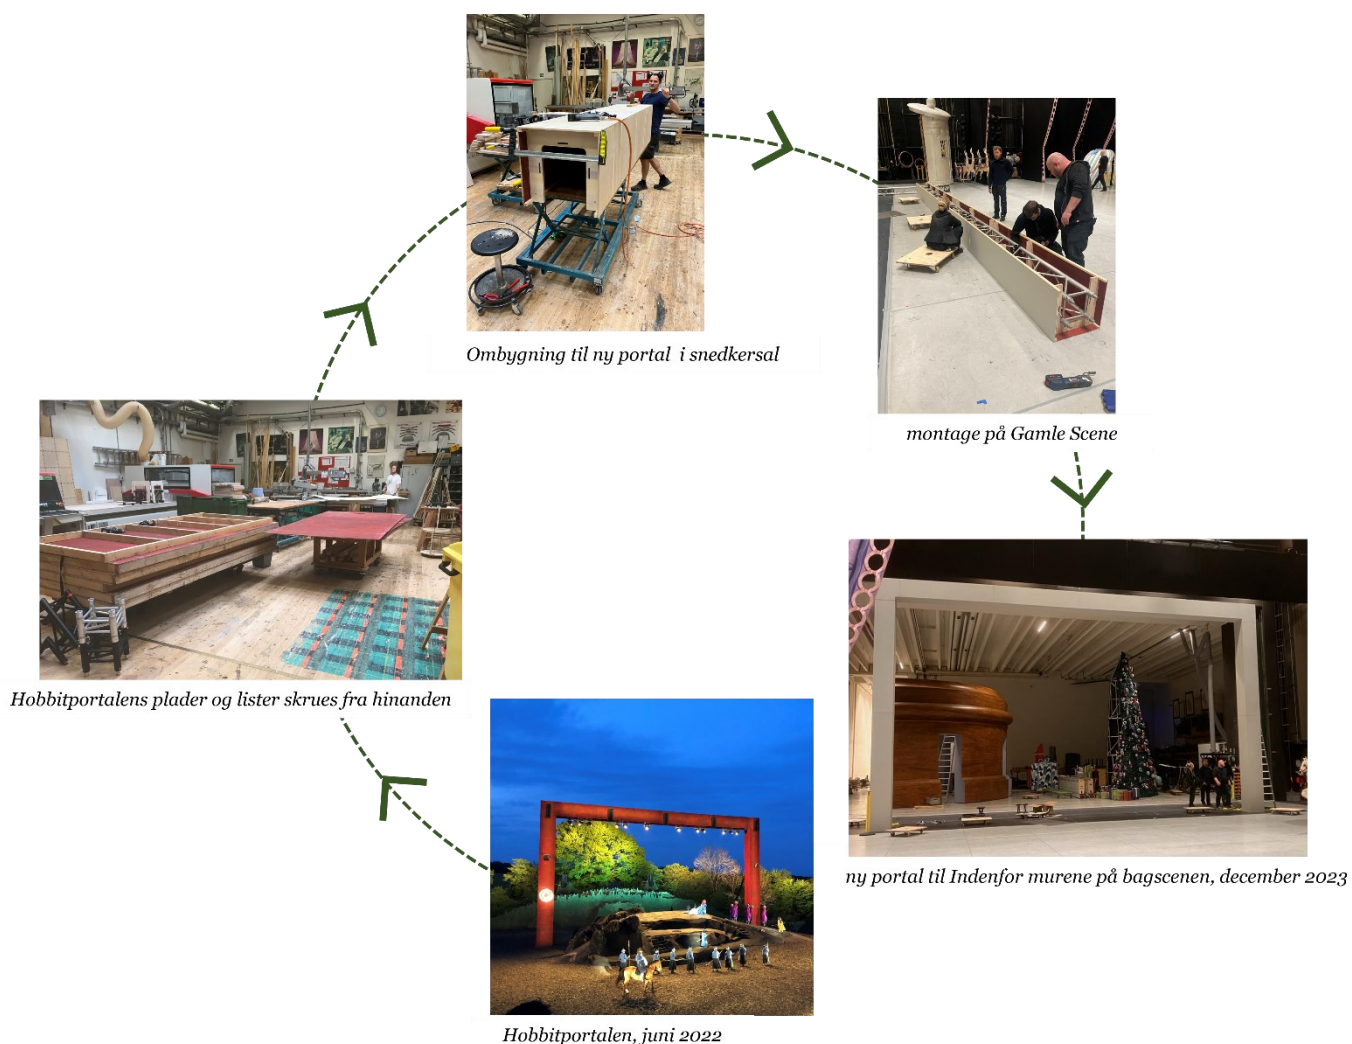 Ombygning til ny portal i snedkersal
montage på Gamle Scene
Hobbitportalens plader og lister skrues fra hinanden
ny portal til Indenfor murene på bagscenen, december 2023
Hobbitportalen, juni 2022